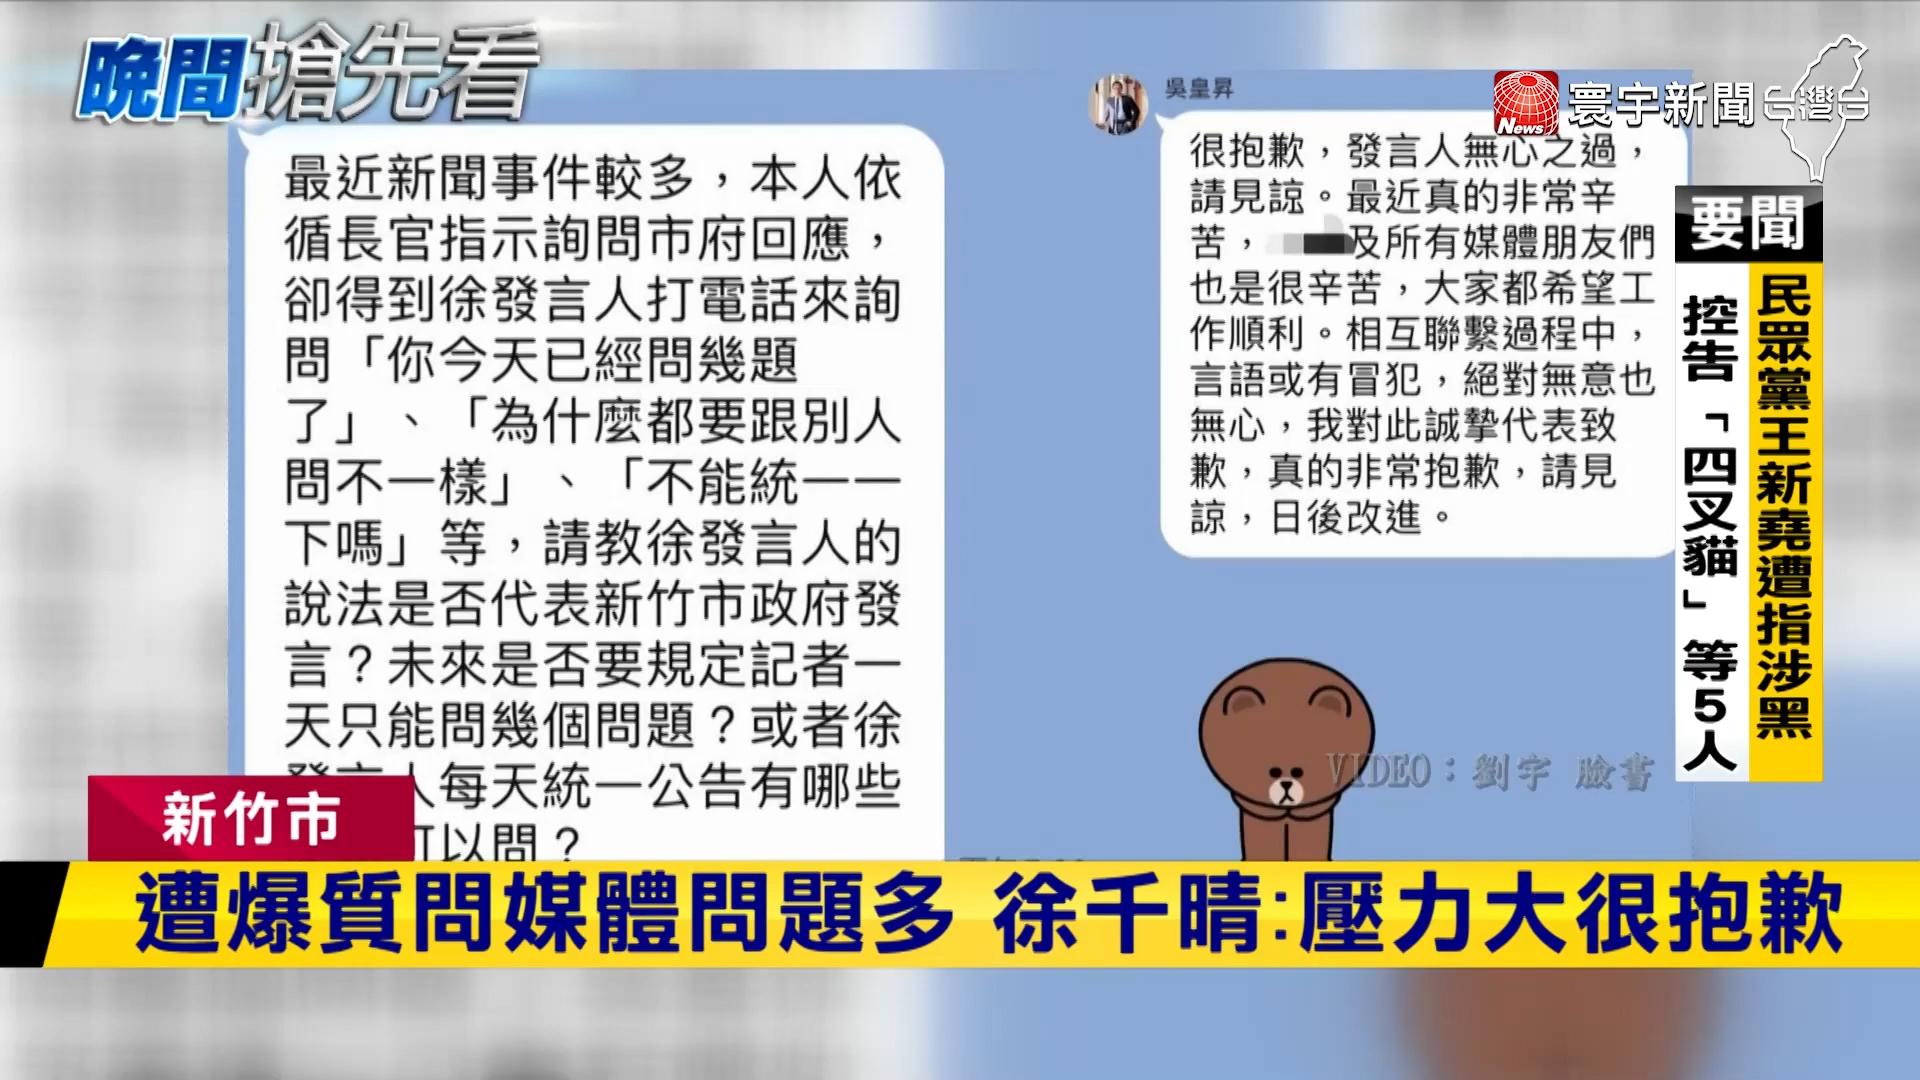 晚間搶先看
News
寰宇新聞
台灣台
最近新聞事件較多，本人依
循長官指示詢問市府回應，
卻得到徐發言人打電話來詢
問「你今天已經問幾題
了」、「為什麼都要跟別人
問不一樣」、「不能統一一
下嗎」等，請教徐發言人的
說法是否代表新竹市政府發
言？未來是否要規定記者一
天只能問幾個問題？或者徐
人每天統一公告有哪些
可以問？
吳皇昇
很抱歉，發言人無心之過，
請見諒。最近真的非常辛
苦，及所有媒體朋友們
也是很辛苦，大家都希望工
作順利。相互聯繫過程中，
言語或有冒犯，絕對無意也
無心，我對此誠摯代表致
歉，真的非常抱歉，請見
諒，日後改進。
VIDEO：劉宇 臉書
要聞
民眾黨王新堯遭指涉黑
控告「四叉貓」等5人
新竹市
遭爆質問媒體問題多 徐千晴:壓力大很抱歉